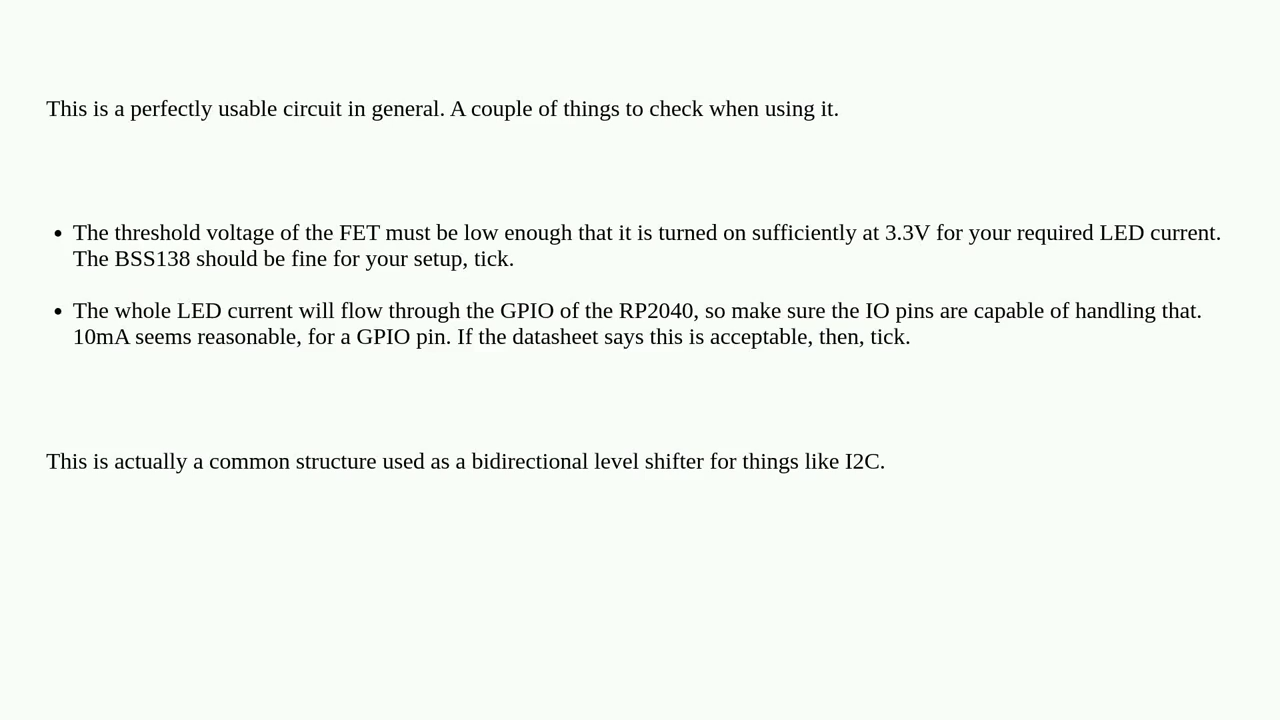 This is a perfectly usable circuit in general. A couple of things to check when using it.
• The threshold voltage of the FET must be low enough that it is turned on sufficiently at 3.3V for your required LED current.
The BSS138 should be fine for your setup, tick.
• The whole LED current will flow through the GPIO of the RP2040, so make sure the IO pins are capable of handling that.
10mA seems reasonable, for a GPIO pin. If the datasheet says this is acceptable, then, tick.
This is actually a common structure used as a bidirectional level shifter for things like I2C.